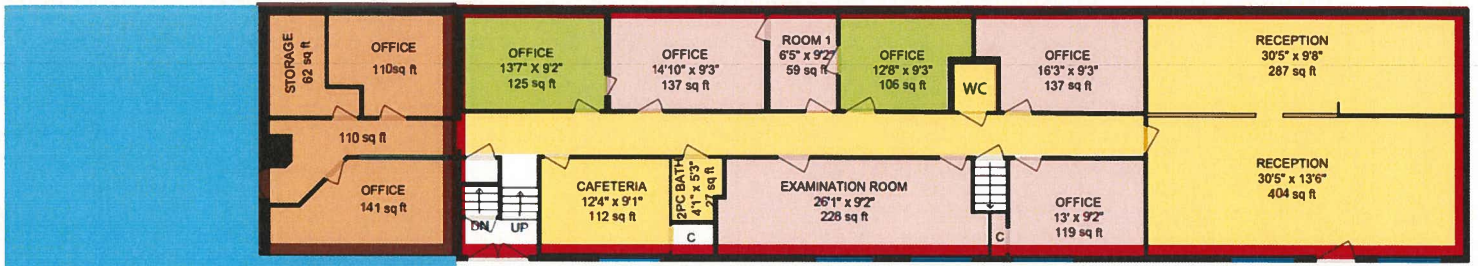 STORAGE
62 sq ft
OFFICE
110sq ft
OFFICE
13'7" X 9'2"
125 sq ft
OFFICE
14'10" x 9'3"
137 sq ft
ROOM 1
6'5" x 9'2"
59 sq ft
OFFICE
12'8" x 9'3"
106 sq ft
WC
OFFICE
16'3" x 9'3"
137 sq ft
RECEPTION
30'5" x 9'8"
287 sq ft
110 sq ft
OFFICE
141 sq ft
DN
UP
CAFETERIA
12'4" x 9'1"
112 sq ft
2PC BATH
4'1" x 5'3"
27 sq ft
C
EXAMINATION ROOM
26'1" x 9'2"
228 sq ft
C
OFFICE
13' x 9'2"
119 sq ft
RECEPTION
30'5" x 13'6"
404 sq ft